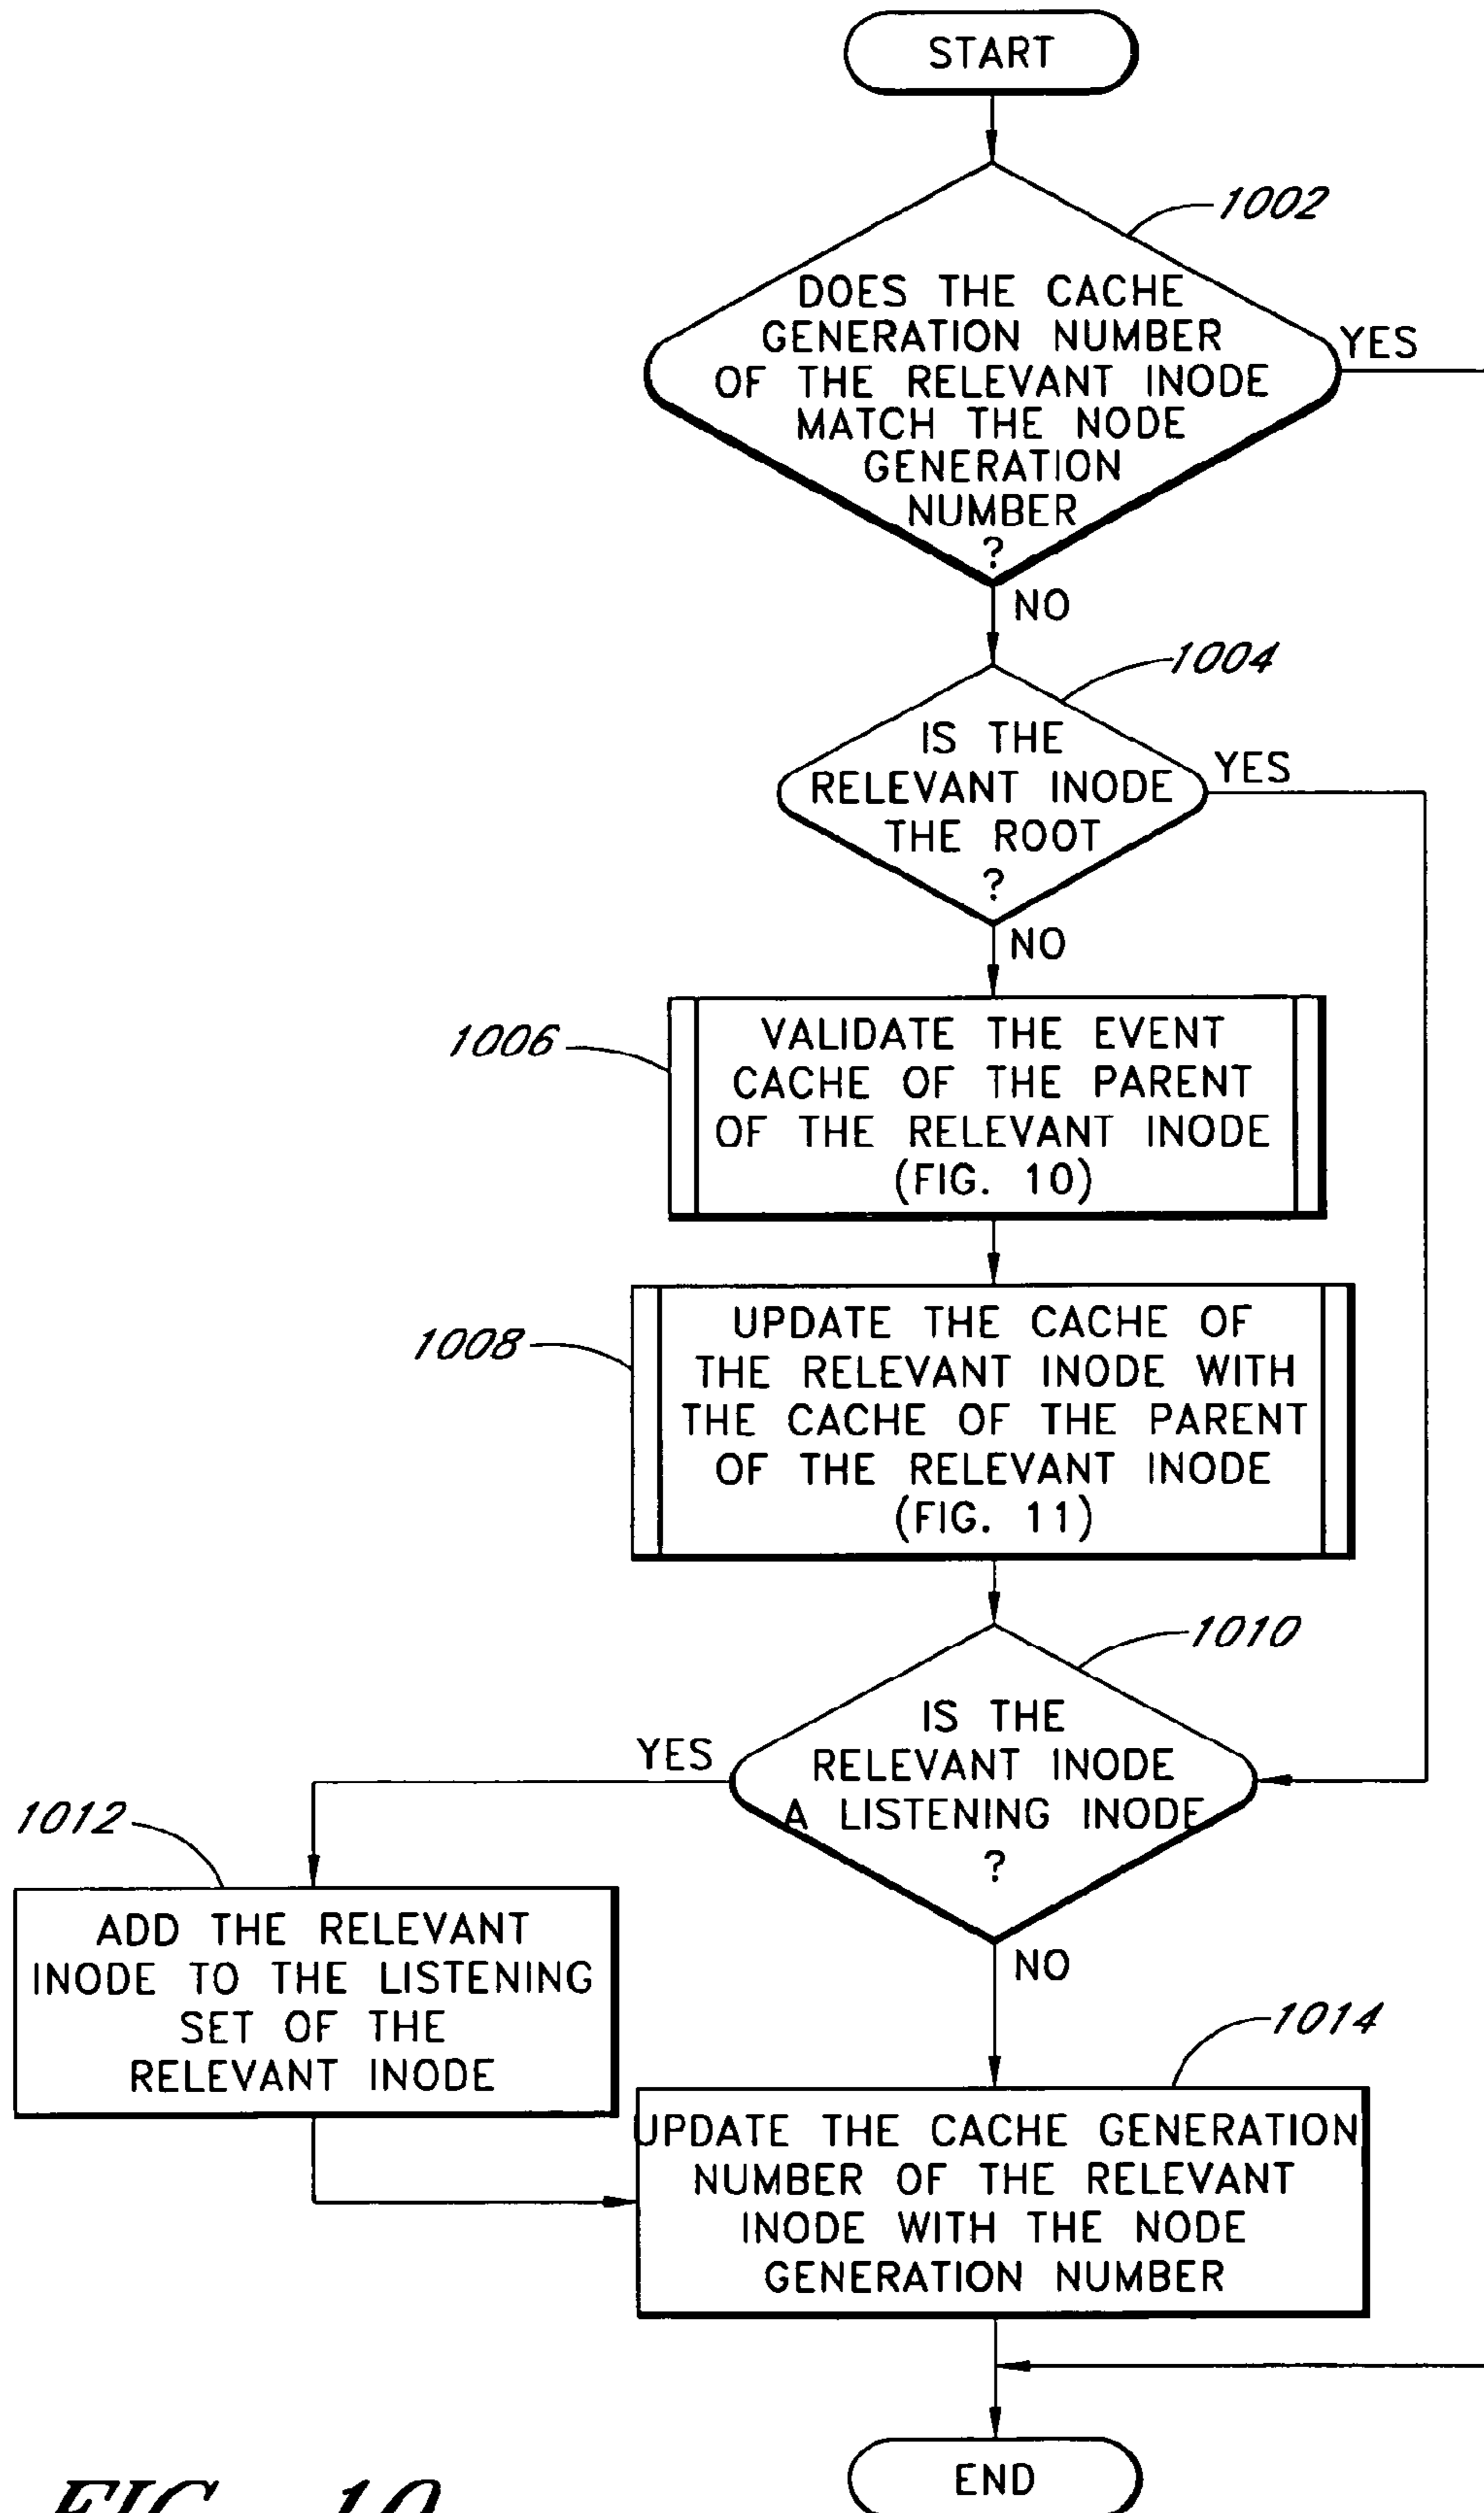 START
1002
DOES THE CACHE
GENERATION NUMBER
OF THE RELEVANT INODE
MATCH THE NODE
GENERATION
NUMBER
?
YES
NO
1004
IS THE
RELEVANT INODE
THE ROOT
?
YES
NO
1006
VALIDATE THE EVENT
CACHE OF THE PARENT
OF THE RELEVANT INODE
(FIG. 10)
1008
UPDATE THE CACHE OF
THE RELEVANT INODE WITH
THE CACHE OF THE PARENT
OF THE RELEVANT INODE
(FIG. 11)
1010
IS THE
RELEVANT INODE
A LISTENING INODE
?
YES
NO
1012
ADD THE RELEVANT
INODE TO THE LISTENING
SET OF THE
RELEVANT INODE
1014
UPDATE THE CACHE GENERATION
NUMBER OF THE RELEVANT
INODE WITH THE NODE
GENERATION NUMBER
END
FIG. 10